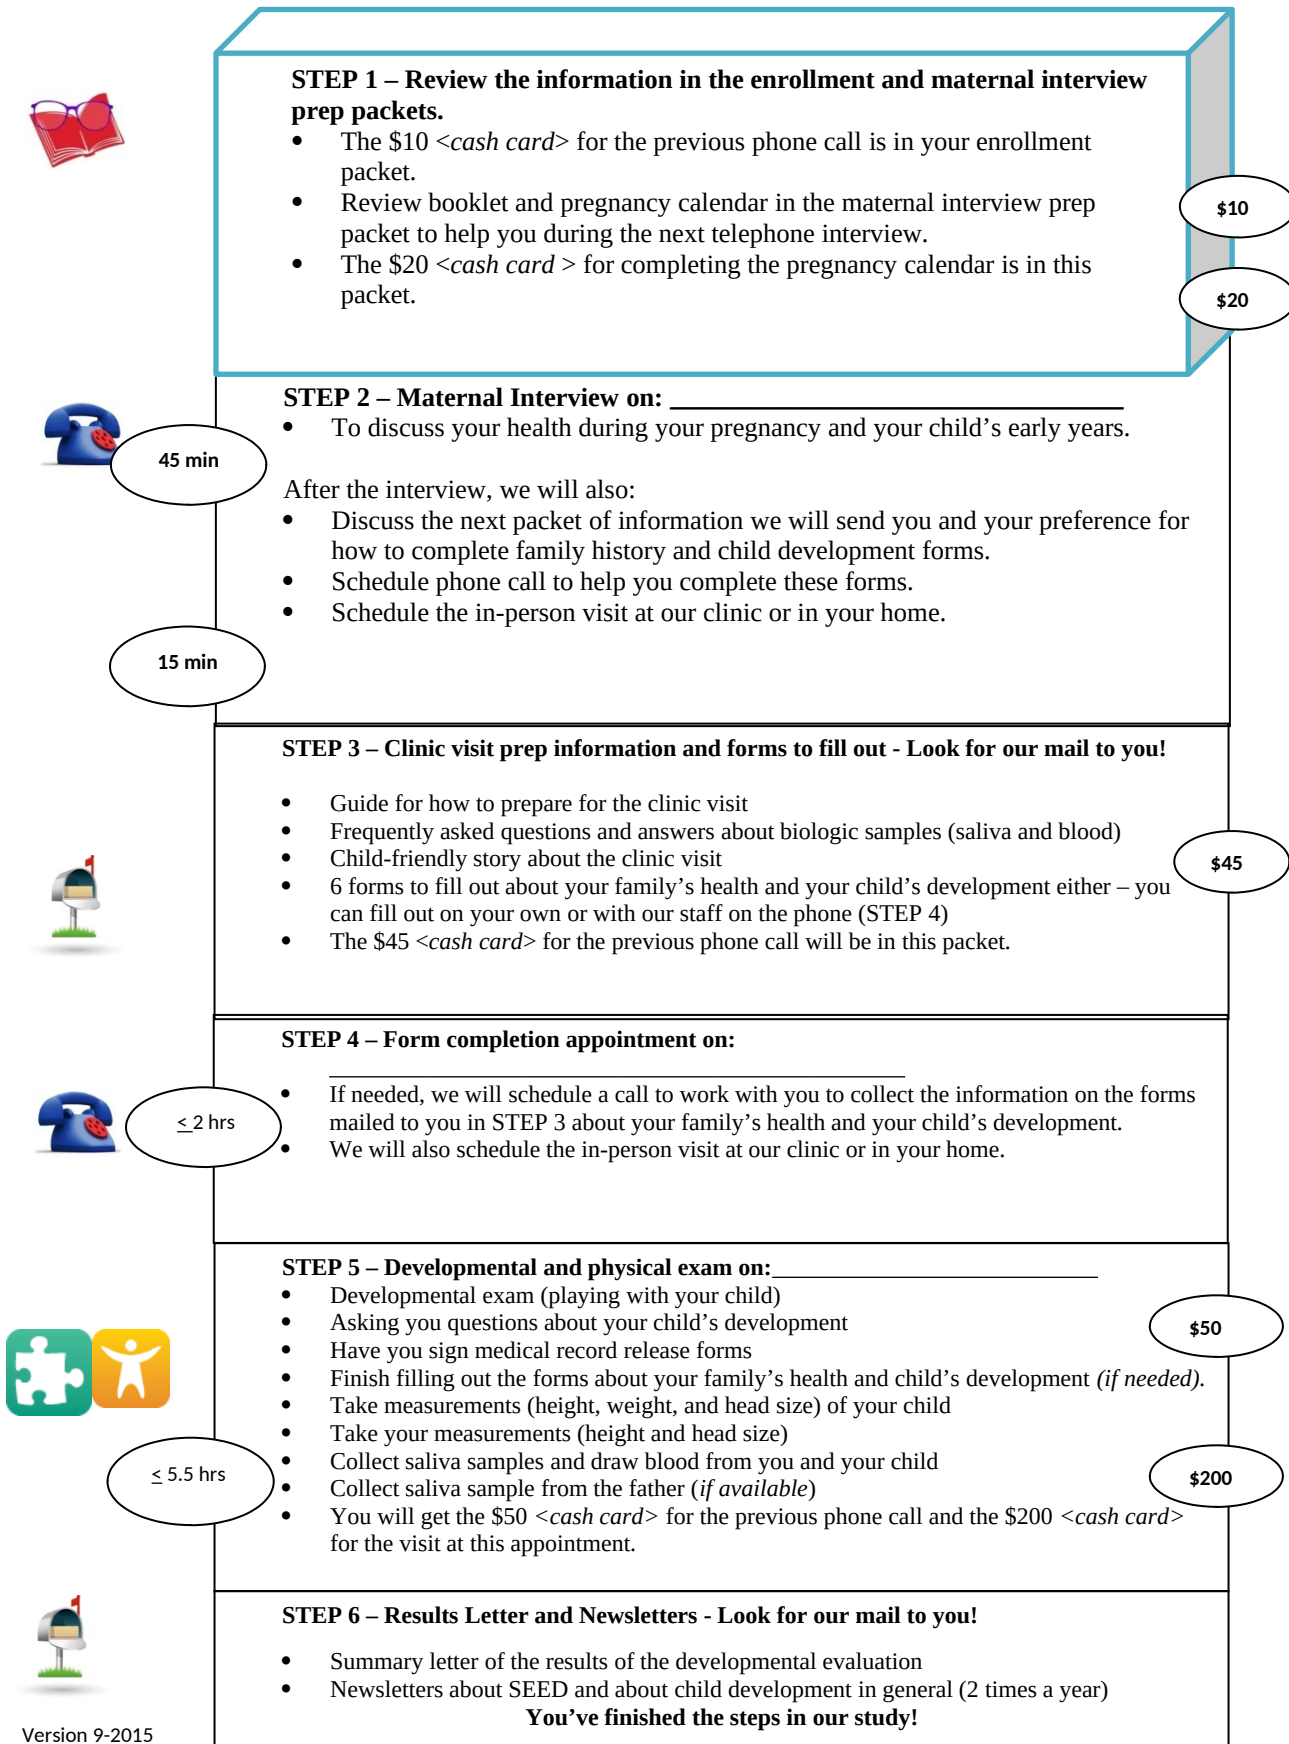 STEP 1 – Review the information in the enrollment and maternal interview
prep packets.
• The $10 <cash card> for the previous phone call is in your enrollment
packet.
• Review booklet and pregnancy calendar in the maternal interview prep
packet to help you during the next telephone interview.
• The $20 <cash card > for completing the pregnancy calendar is in this
packet.
$10
$20
STEP 2 – Maternal Interview on: ______________________________
• To discuss your health during your pregnancy and your child’s early years.
45 min
After the interview, we will also:
• Discuss the next packet of information we will send you and your preference for
how to complete family history and child development forms.
• Schedule phone call to help you complete these forms.
• Schedule the in-person visit at our clinic or in your home.
15 min
STEP 3 – Clinic visit prep information and forms to fill out - Look for our mail to you!
• Guide for how to prepare for the clinic visit
• Frequently asked questions and answers about biologic samples (saliva and blood)
• Child-friendly story about the clinic visit
• 6 forms to fill out about your family’s health and your child’s development either – you
can fill out on your own or with our staff on the phone (STEP 4)
• The $45 <cash card> for the previous phone call will be in this packet.
$45
STEP 4 – Form completion appointment on:
________________________________________________
• If needed, we will schedule a call to work with you to collect the information on the forms
mailed to you in STEP 3 about your family’s health and your child’s development.
• We will also schedule the in-person visit at our clinic or in your home.
< 2 hrs
STEP 5 – Developmental and physical exam on:___________________________
• Developmental exam (playing with your child)
• Asking you questions about your child’s development
• Have you sign medical record release forms
• Finish filling out the forms about your family’s health and child’s development (if needed).
• Take measurements (height, weight, and head size) of your child
• Take your measurements (height and head size)
• Collect saliva samples and draw blood from you and your child
• Collect saliva sample from the father (if available)
• You will get the $50 <cash card> for the previous phone call and the $200 <cash card>
for the visit at this appointment.
$50
< 5.5 hrs
$200
STEP 6 – Results Letter and Newsletters - Look for our mail to you!
• Summary letter of the results of the developmental evaluation
• Newsletters about SEED and about child development in general (2 times a year)
You’ve finished the steps in our study!
Version 9-2015